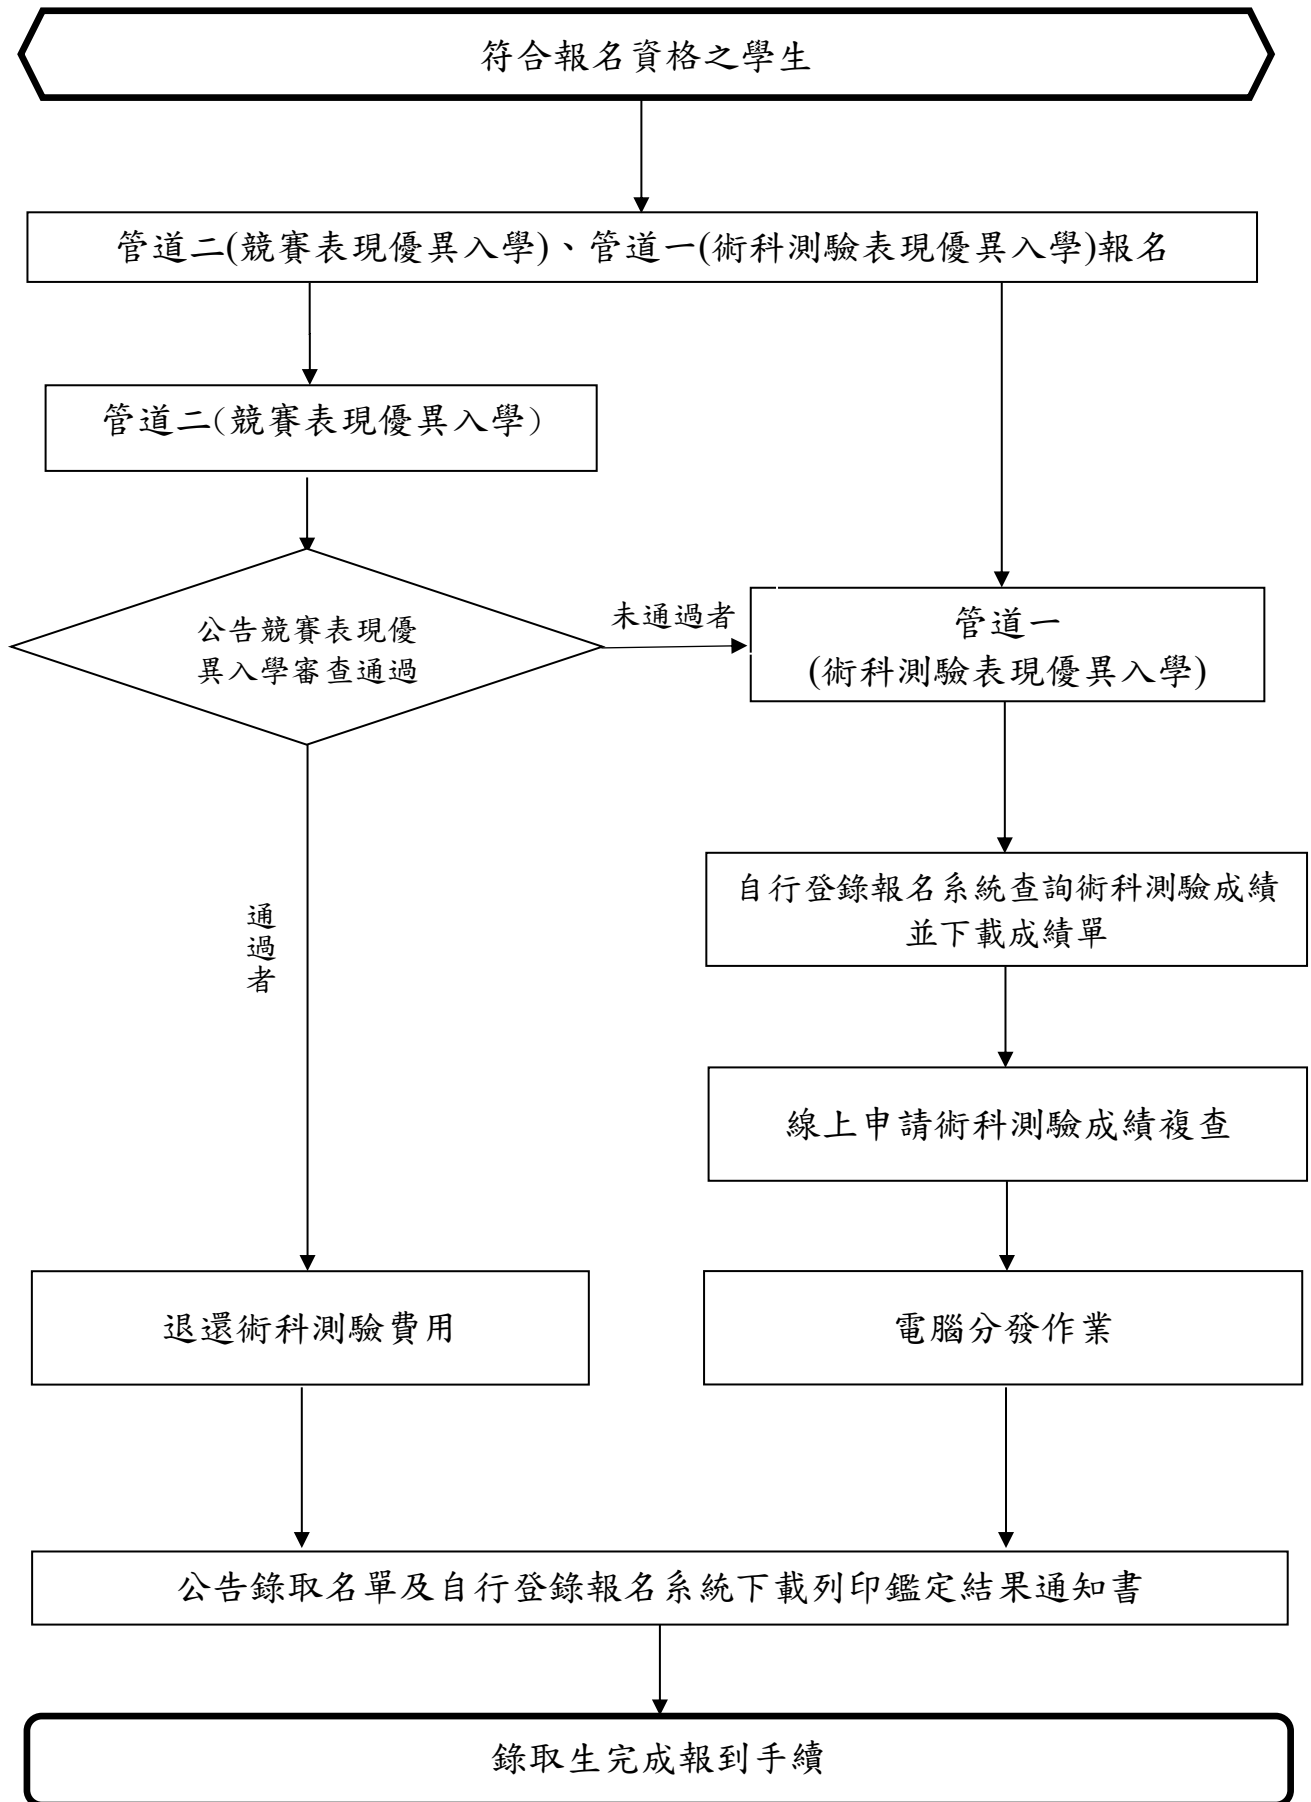 符合報名資格之學生
管道二(競賽表現優異入學)、管道一(術科測驗表現優異入學)報名
管道二(競賽表現優異入學)
公告競賽表現優
異入學審查通過
未通過者
管道一
(術科測驗表現優異入學)
自行登錄報名系統查詢術科測驗成績
並下載成績單
通過者
線上申請術科測驗成績複查
退還術科測驗費用
電腦分發作業
公告錄取名單及自行登錄報名系統下載列印鑑定結果通知書
錄取生完成報到手續